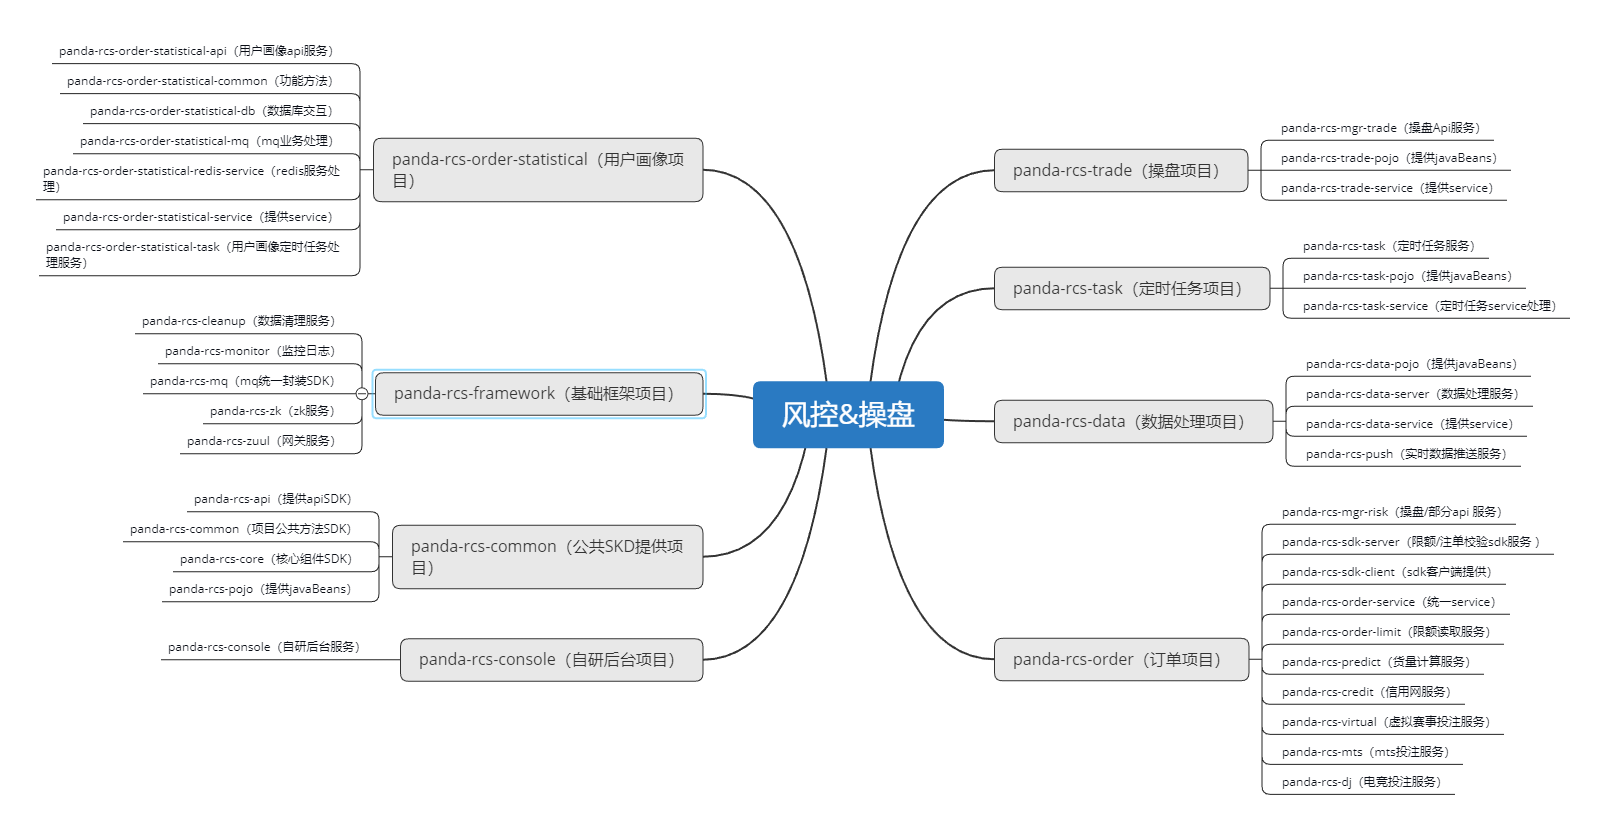 风控&操盘
panda-rcs-order-statistical（用户画像项
目）
panda-rcs-order-statistical-api（用户画像api服务）
panda-rcs-order-statistical-common（功能方法）
panda-rcs-order-statistical-db（数据库交互）
panda-rcs-order-statistical-mq（mq业务处理）
panda-rcs-order-statistical-redis-service（redis服务处
理）
panda-rcs-order-statistical-service（提供service）
panda-rcs-order-statistical-task（用户画像定时任务处
理服务）
panda-rcs-framework（基础框架项目）
panda-rcs-cleanup（数据清理服务）
panda-rcs-monitor（监控日志）
panda-rcs-mq（mq统一封装SDK）
panda-rcs-zk（zk服务）
panda-rcs-zuul（网关服务）
panda-rcs-common（公共SKD提供项
目）
panda-rcs-api（提供apiSDK）
panda-rcs-common（项目公共方法SDK）
panda-rcs-core（核心组件SDK）
panda-rcs-pojo（提供javaBeans）
panda-rcs-console（自研后台项目）
panda-rcs-console（自研后台服务）
panda-rcs-trade（操盘项目）
panda-rcs-mgr-trade（操盘Api服务）
panda-rcs-trade-pojo（提供javaBeans）
panda-rcs-trade-service（提供service）
panda-rcs-task（定时任务项目）
panda-rcs-task（定时任务服务）
panda-rcs-task-pojo（提供javaBeans）
panda-rcs-task-service（定时任务service处理）
panda-rcs-data（数据处理项目）
panda-rcs-data-pojo（提供javaBeans）
panda-rcs-data-server（数据处理服务）
panda-rcs-data-service（提供service）
panda-rcs-push（实时数据推送服务）
panda-rcs-order（订单项目）
panda-rcs-mgr-risk（操盘/部分api 服务）
panda-rcs-sdk-server（限额/注单校验sdk服务 ）
panda-rcs-sdk-client（sdk客户端提供）
panda-rcs-order-service（统一service）
panda-rcs-order-limit（限额读取服务）
panda-rcs-predict（货量计算服务）
panda-rcs-credit（信用网服务）
panda-rcs-virtual（虚拟赛事投注服务）
panda-rcs-mts（mts投注服务）
panda-rcs-dj（电竞投注服务）